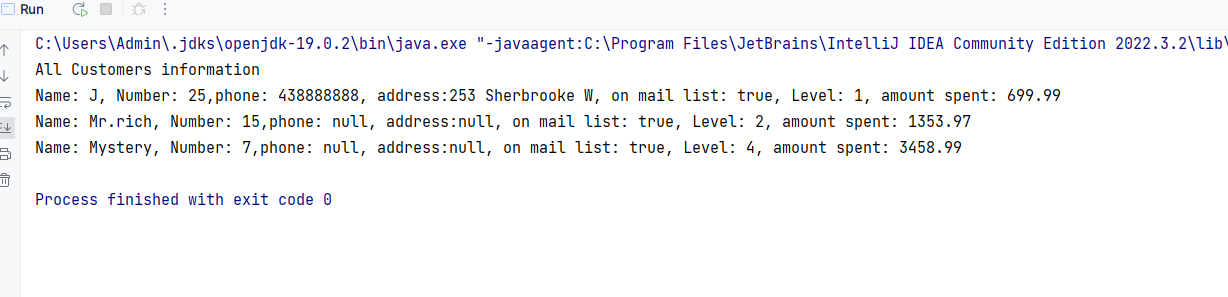 Run
C:\Users\Admin\.jdks\openjdk-19.0.2\bin\java.exe "-javaagent:C:\Program Files\JetBrains\IntelliJ IDEA Community Edition 2022.3.2\lib\
All Customers information
Name: J, Number: 25,phone: 438888888, address:253 Sherbrooke W, on mail list: true, Level: 1, amount spent: 699.99
Name: Mr.rich, Number: 15,phone: null, address:null, on mail list: true, Level: 2, amount spent: 1353.97
Name: Mystery, Number: 7,phone: null, address:null, on mail list: true, Level: 4, amount spent: 3458.99
Process finished with exit code 0